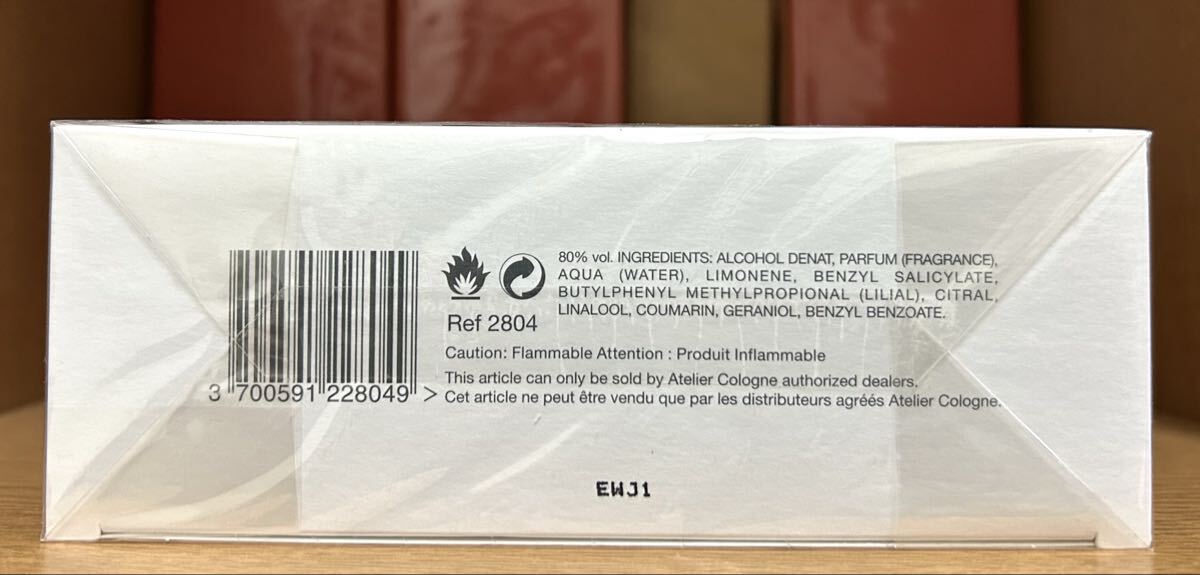 80% vol. INGREDIENTS: ALCOHOL DENAT, PARFUM (FRAGRANCE),
AQUA (WATER), LIMONENE, BENZYL SALICYLATE,
BUTYLPHENYL METHYLPROPIONAL (LILIAL), CITRAL,
LINALOOL, COUMARIN, GERANIOL, BENZYL BENZOATE.
Ref 2804
Caution: Flammable Attention : Produit Inflammable
This article can only be sold by Atelier Cologne authorized dealers.
Cet article ne peut être vendu que par les distributeurs agréés Atelier Cologne.
3 700591 228049 >
EWJ1